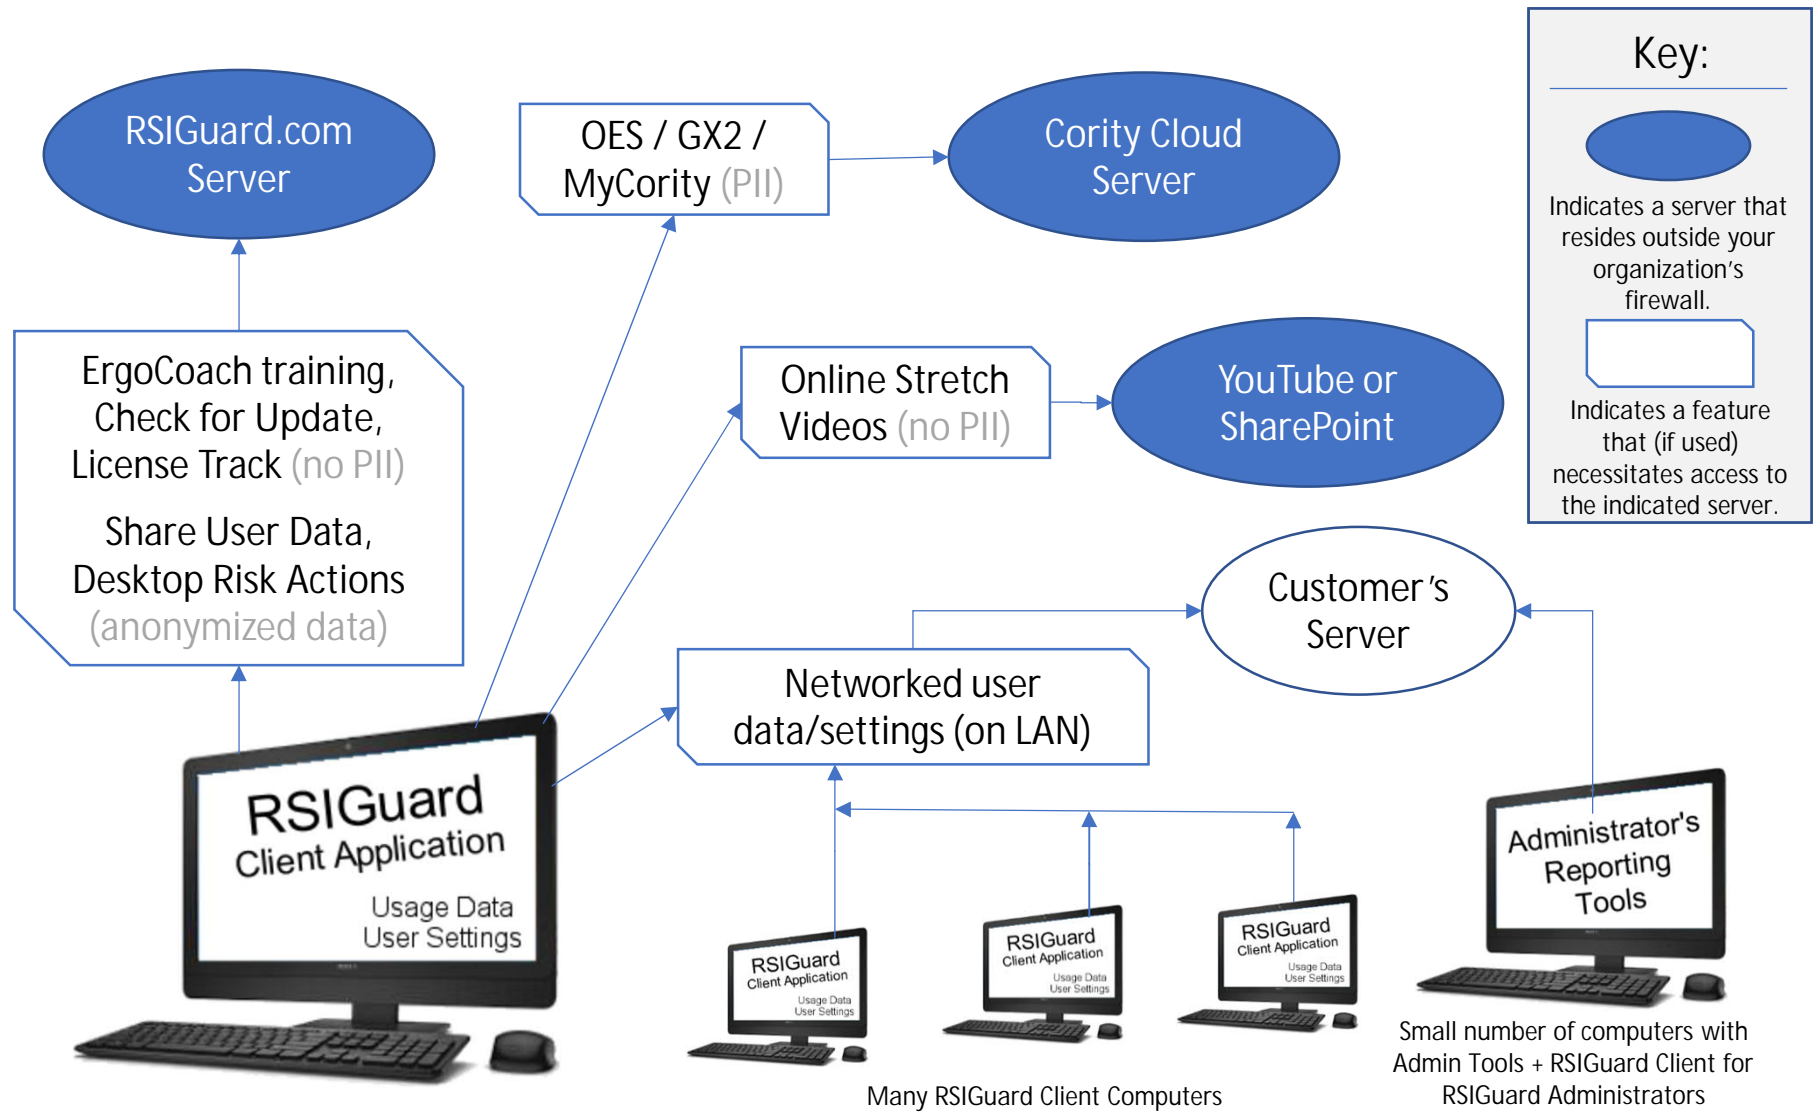 RSIGuard.com
Server
OES / GX2 /
MyCority (PII)
Cority Cloud
Server
Key:
Indicates a server that
resides outside your
organization's
firewall.
Indicates a feature
that (if used)
necessitates access to
the indicated server.
ErgoCoach training,
Check for Update,
License Track (no PII)
Share User Data,
Desktop Risk Actions
(anonymized data)
Online Stretch
Videos (no PII)
YouTube or
SharePoint
Customer's
Server
Networked user
data/settings (on LAN)
RSIGuard
Client Application
Usage Data
User Settings
RSIGuard
Client Application
Usage Data
User Settings
RSIGuard
Client Application
Usage Data
User Settings
RSIGuard
Client Application
Usage Data
User Settings
Many RSIGuard Client Computers
Administrator's
Reporting
Tools
Small number of computers with
Admin Tools + RSIGuard Client for
RSIGuard Administrators